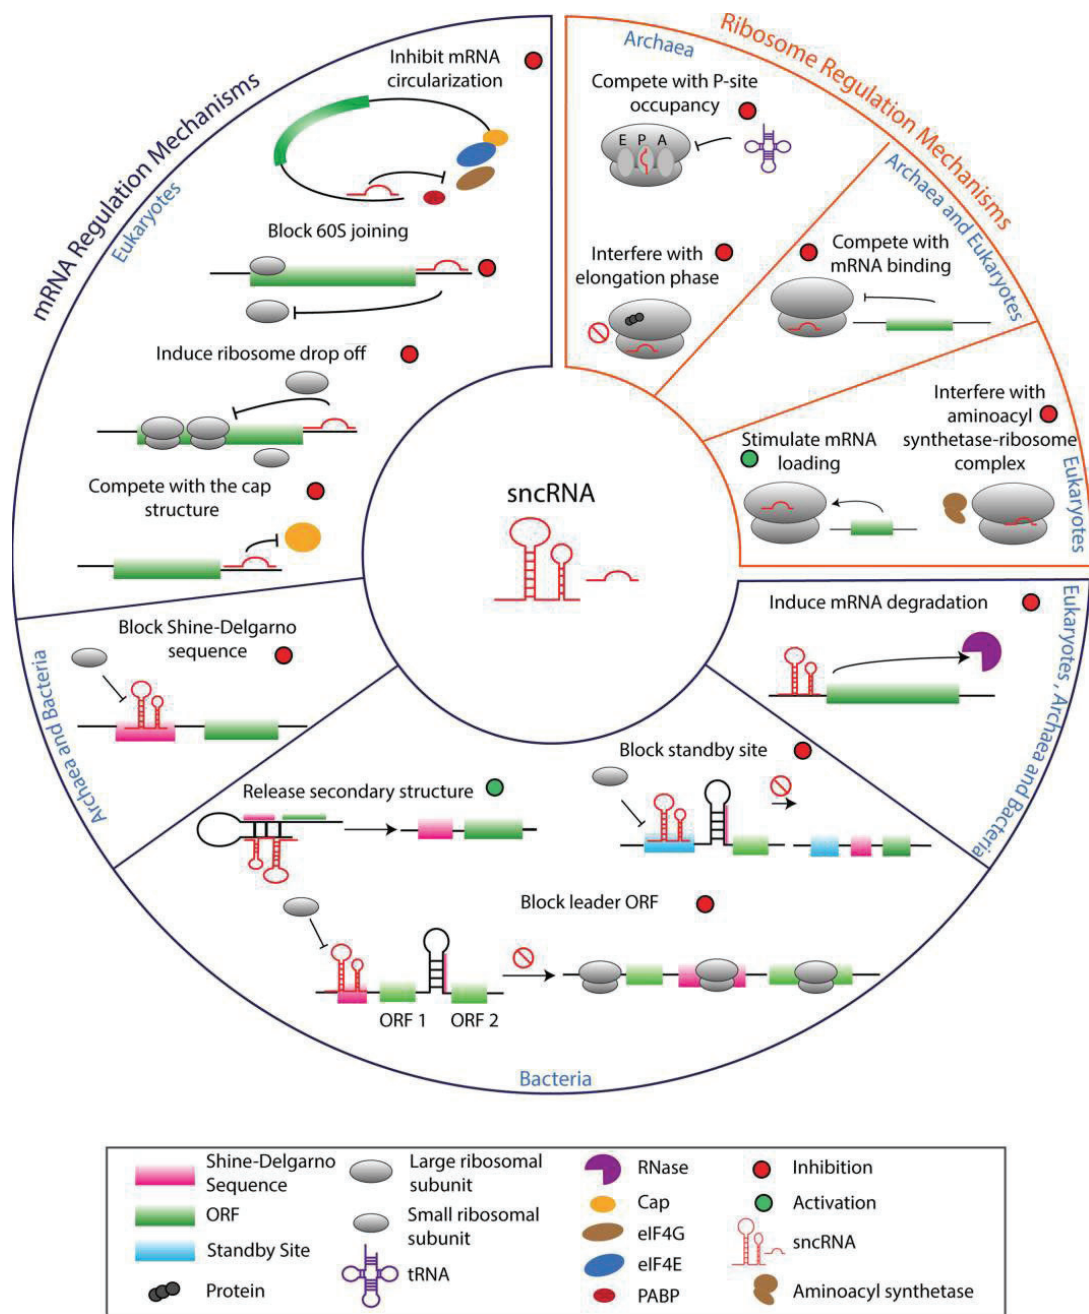 mRNA Regulation Mechanisms
Eukaryotes
Inhibit mRNA
circularization
Block 60S joining
Induce ribosome drop off
Compete with the cap
structure
Ribosome Regulation Mechanisms
Archaea
Compete with P-site
occupancy
E P A
Interfere with
elongation phase
Archaea and Eukaryotes
Compete with
mRNA binding
Eukaryotes
Stimulate mRNA
loading
Interfere with
aminoacyl
synthetase-ribosome
complex
sncRNA
Eukaryotes, Archaea and Bacteria
Induce mRNA degradation
Archaea and Bacteria
Block Shine-Delgarno
sequence
Release secondary structure
Block standby site
Block leader ORF
ORF 1
ORF 2
Bacteria
Shine-Delgarno
Sequence
ORF
Standby Site
Protein
Large ribosomal
subunit
Small ribosomal
subunit
tRNA
RNase
Cap
eIF4G
eIF4E
PABP
Inhibition
Activation
sncRNA
Aminoacyl synthetase